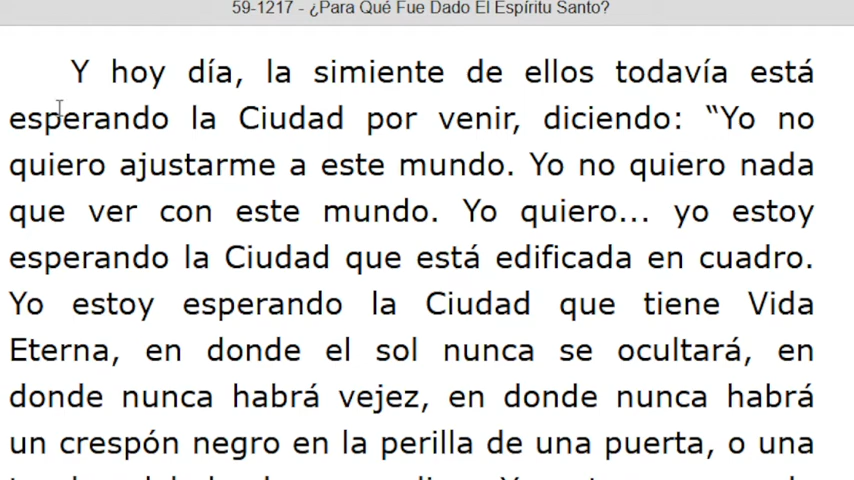 59-1217 - ¿Para Qué Fue Dado El Espíritu Santo?
Y hoy día, la simiente de ellos todavía está
esperando la Ciudad por venir, diciendo: “Yo no
quiero ajustarme a este mundo. Yo no quiero nada
que ver con este mundo. Yo quiero... yo estoy
esperando la Ciudad que está edificada en cuadro.
Yo estoy esperando la Ciudad que tiene Vida
Eterna, en donde el sol nunca se ocultará, en
donde nunca habrá vejez, en donde nunca habrá
un crespón negro en la perilla de una puerta, o una